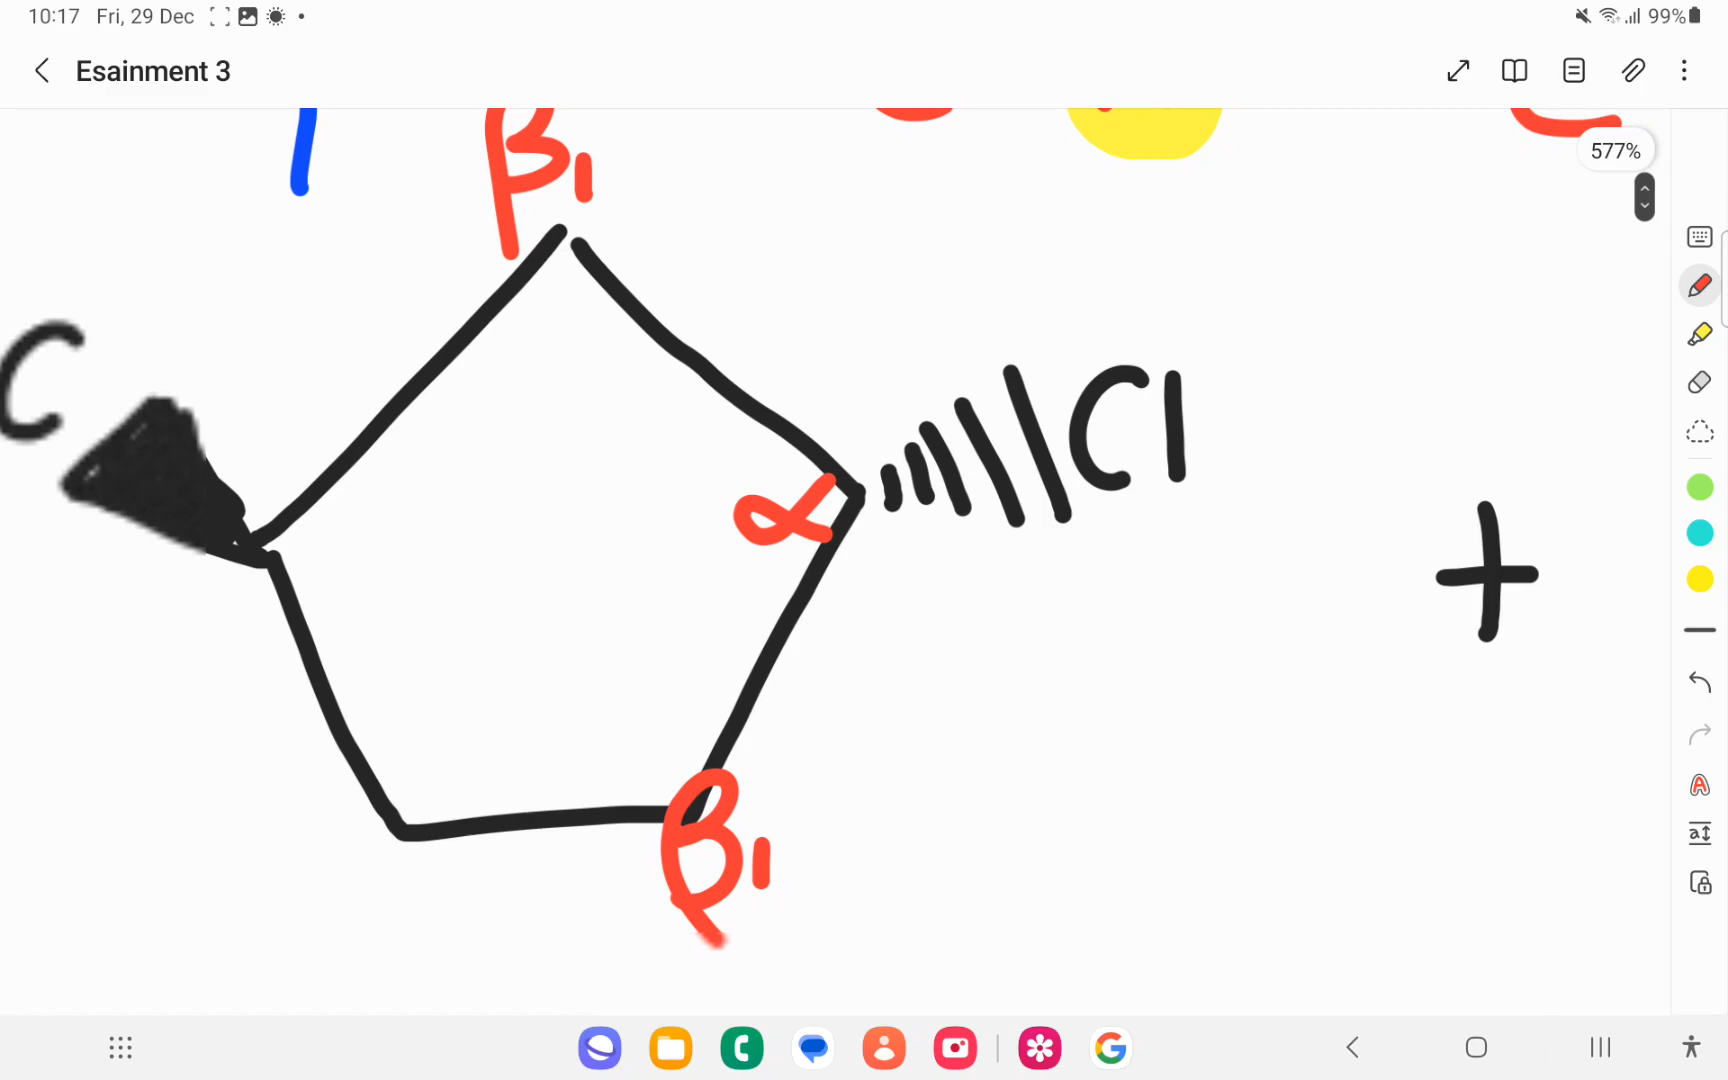 10:17 Fri, 29 Dec 99%
Esainment 3
577%
β1
C
Cl
α
+
β1